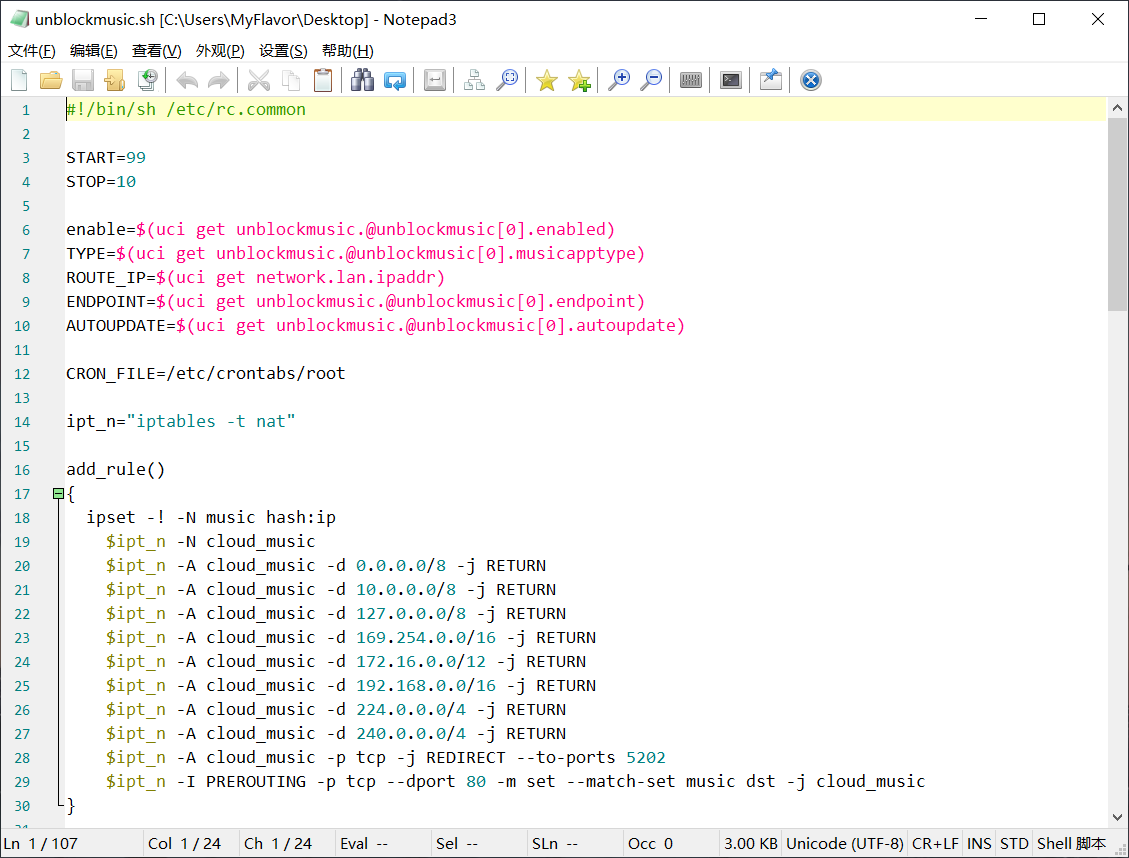 unblockmusic.sh [C:\Users\MyFlavor\Desktop] - Notepad3
文件(F) 编辑(E) 查看(V) 外观(P) 设置(S) 帮助(H)
1 #!/bin/sh /etc/rc.common
2
3 START=99
4 STOP=10
5
6 enable=$(uci get unblockmusic.@unblockmusic[0].enabled)
7 TYPE=$(uci get unblockmusic.@unblockmusic[0].musicapptype)
8 ROUTE_IP=$(uci get network.lan.ipaddr)
9 ENDPOINT=$(uci get unblockmusic.@unblockmusic[0].endpoint)
10 AUTOUPDATE=$(uci get unblockmusic.@unblockmusic[0].autoupdate)
11
12 CRON_FILE=/etc/crontabs/root
13
14 ipt_n="iptables -t nat"
15
16 add_rule()
17 {
18 ipset -! -N music hash:ip
19 $ipt_n -N cloud_music
20 $ipt_n -A cloud_music -d 0.0.0.0/8 -j RETURN
21 $ipt_n -A cloud_music -d 10.0.0.0/8 -j RETURN
22 $ipt_n -A cloud_music -d 127.0.0.0/8 -j RETURN
23 $ipt_n -A cloud_music -d 169.254.0.0/16 -j RETURN
24 $ipt_n -A cloud_music -d 172.16.0.0/12 -j RETURN
25 $ipt_n -A cloud_music -d 192.168.0.0/16 -j RETURN
26 $ipt_n -A cloud_music -d 224.0.0.0/4 -j RETURN
27 $ipt_n -A cloud_music -d 240.0.0.0/4 -j RETURN
28 $ipt_n -A cloud_music -p tcp -j REDIRECT --to-ports 5202
29 $ipt_n -I PREROUTING -p tcp --dport 80 -m set --match-set music dst -j cloud_music
30 }
Ln 1 / 107 Col 1 / 24 Ch 1 / 24 Eval -- Sel -- SLn -- Occ 0 3.00 KB Unicode (UTF-8) CR+LF INS STD Shell 脚本